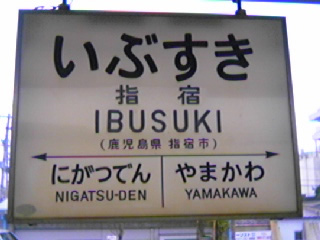 いぶすき
指宿
IBUSUKI
(鹿児島県 指宿市)
にがつでん やまかわ
NIGATSU-DEN YAMAKAWA